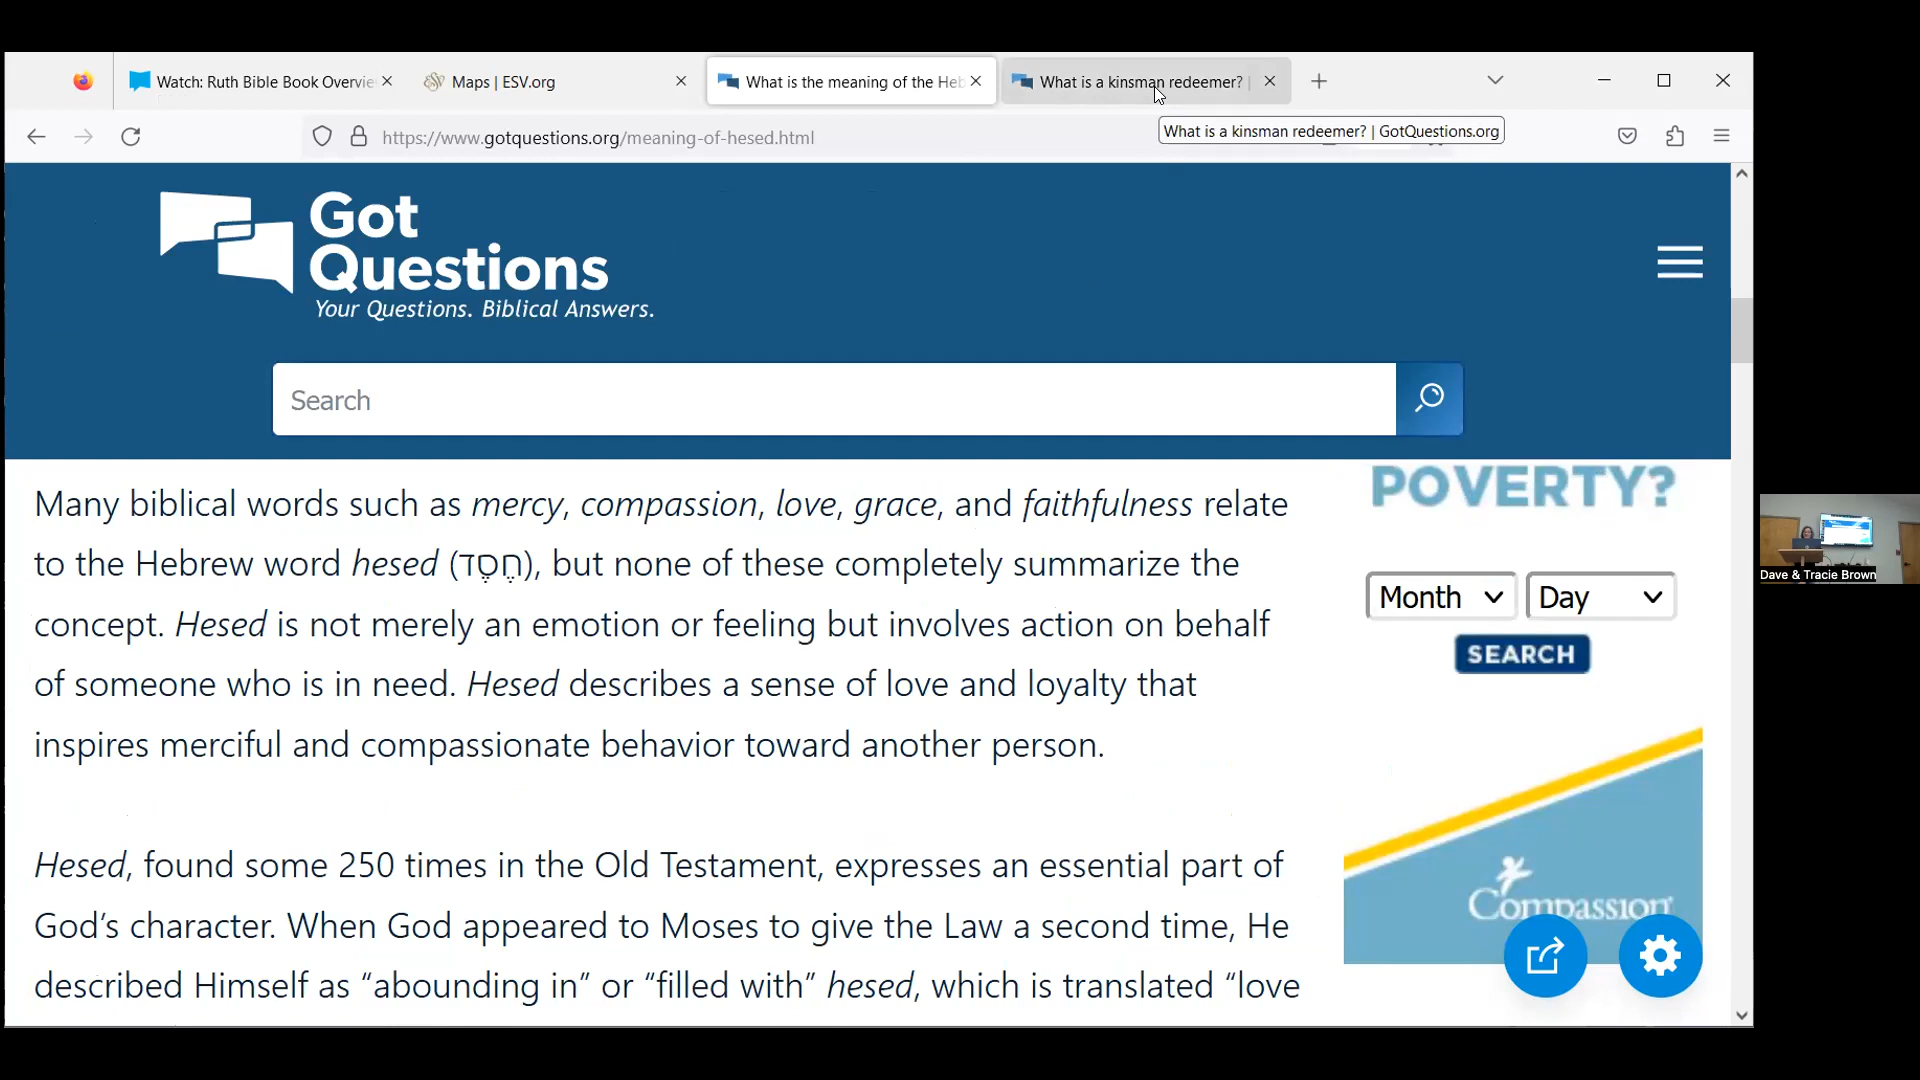 Watch: Ruth Bible Book Overvie
Maps | ESV.org
What is the meaning of the Heb
What is a kinsman redeemer? |
https://www.gotquestions.org/meaning-of-hesed.html
What is a kinsman redeemer? | GotQuestions.org
Got
Questions
Your Questions. Biblical Answers.
Search
Many biblical words such as mercy, compassion, love, grace, and faithfulness relate
to the Hebrew word hesed (חֶסֶד), but none of these completely summarize the
concept. Hesed is not merely an emotion or feeling but involves action on behalf
of someone who is in need. Hesed describes a sense of love and loyalty that
inspires merciful and compassionate behavior toward another person.
Hesed, found some 250 times in the Old Testament, expresses an essential part of
God’s character. When God appeared to Moses to give the Law a second time, He
described Himself as “abounding in” or “filled with” hesed, which is translated “love
POVERTY?
Month
Day
SEARCH
Compassion
Dave & Tracie Brown